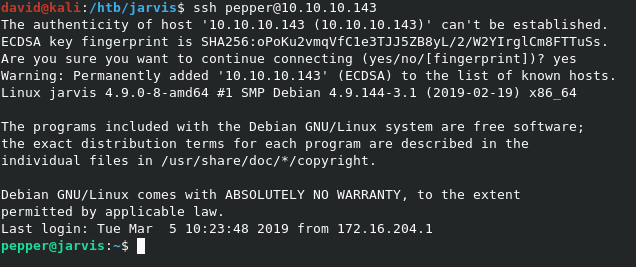 david@kali:/htb/jarvis$ ssh pepper@10.10.10.143
The authenticity of host '10.10.10.143 (10.10.10.143)' can't be established.
ECDSA key fingerprint is SHA256:oPoKu2vmqVfC1e3TJJ5ZB8yL/2/W2YIrglCm8FTTuSs.
Are you sure you want to continue connecting (yes/no/[fingerprint])? yes
Warning: Permanently added '10.10.10.143' (ECDSA) to the list of known hosts.
Linux jarvis 4.9.0-8-amd64 #1 SMP Debian 4.9.144-3.1 (2019-02-19) x86_64
The programs included with the Debian GNU/Linux system are free software;
the exact distribution terms for each program are described in the
individual files in /usr/share/doc/*/copyright.
Debian GNU/Linux comes with ABSOLUTELY NO WARRANTY, to the extent
permitted by applicable law.
Last login: Tue Mar  5 10:23:48 2019 from 172.16.204.1
pepper@jarvis:~$